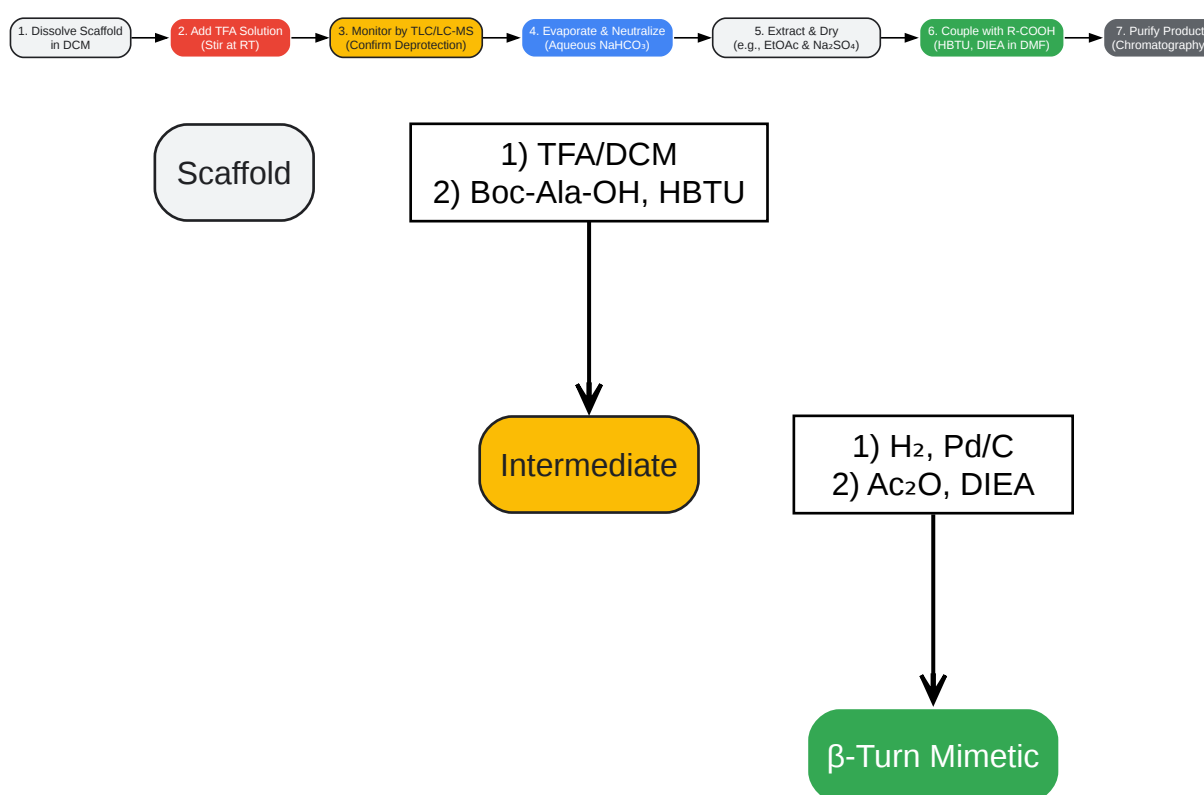 1. Dissolve Scaffold
in DCM
2. Add TFA Solution
(Stir at RT)
3. Monitor by TLC/LC-MS
(Confirm Deprotection)
4. Evaporate & Neutralize
(Aqueous NaHCO₃)
5. Extract & Dry
(e.g., EtOAc & Na₂SO₄)
6. Couple with R-COOH
(HBTU, DIEA in DMF)
7. Purify Product
(Chromatography
Scaffold
1) TFA/DCM
2) Boc-Ala-OH, HBTU
Intermediate
1) H₂, Pd/C
2) Ac₂O, DIEA
β-Turn Mimetic